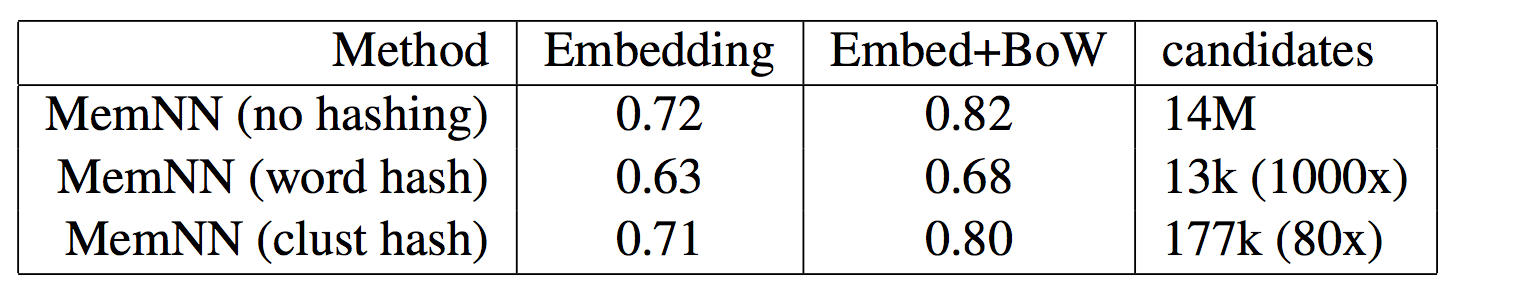 Method Embedding Embed+BoW candidates
MemNN (no hashing) 0.72 0.82 14M
MemNN (word hash) 0.63 0.68 13k (1000x)
MemNN (clust hash) 0.71 0.80 177k (80x)